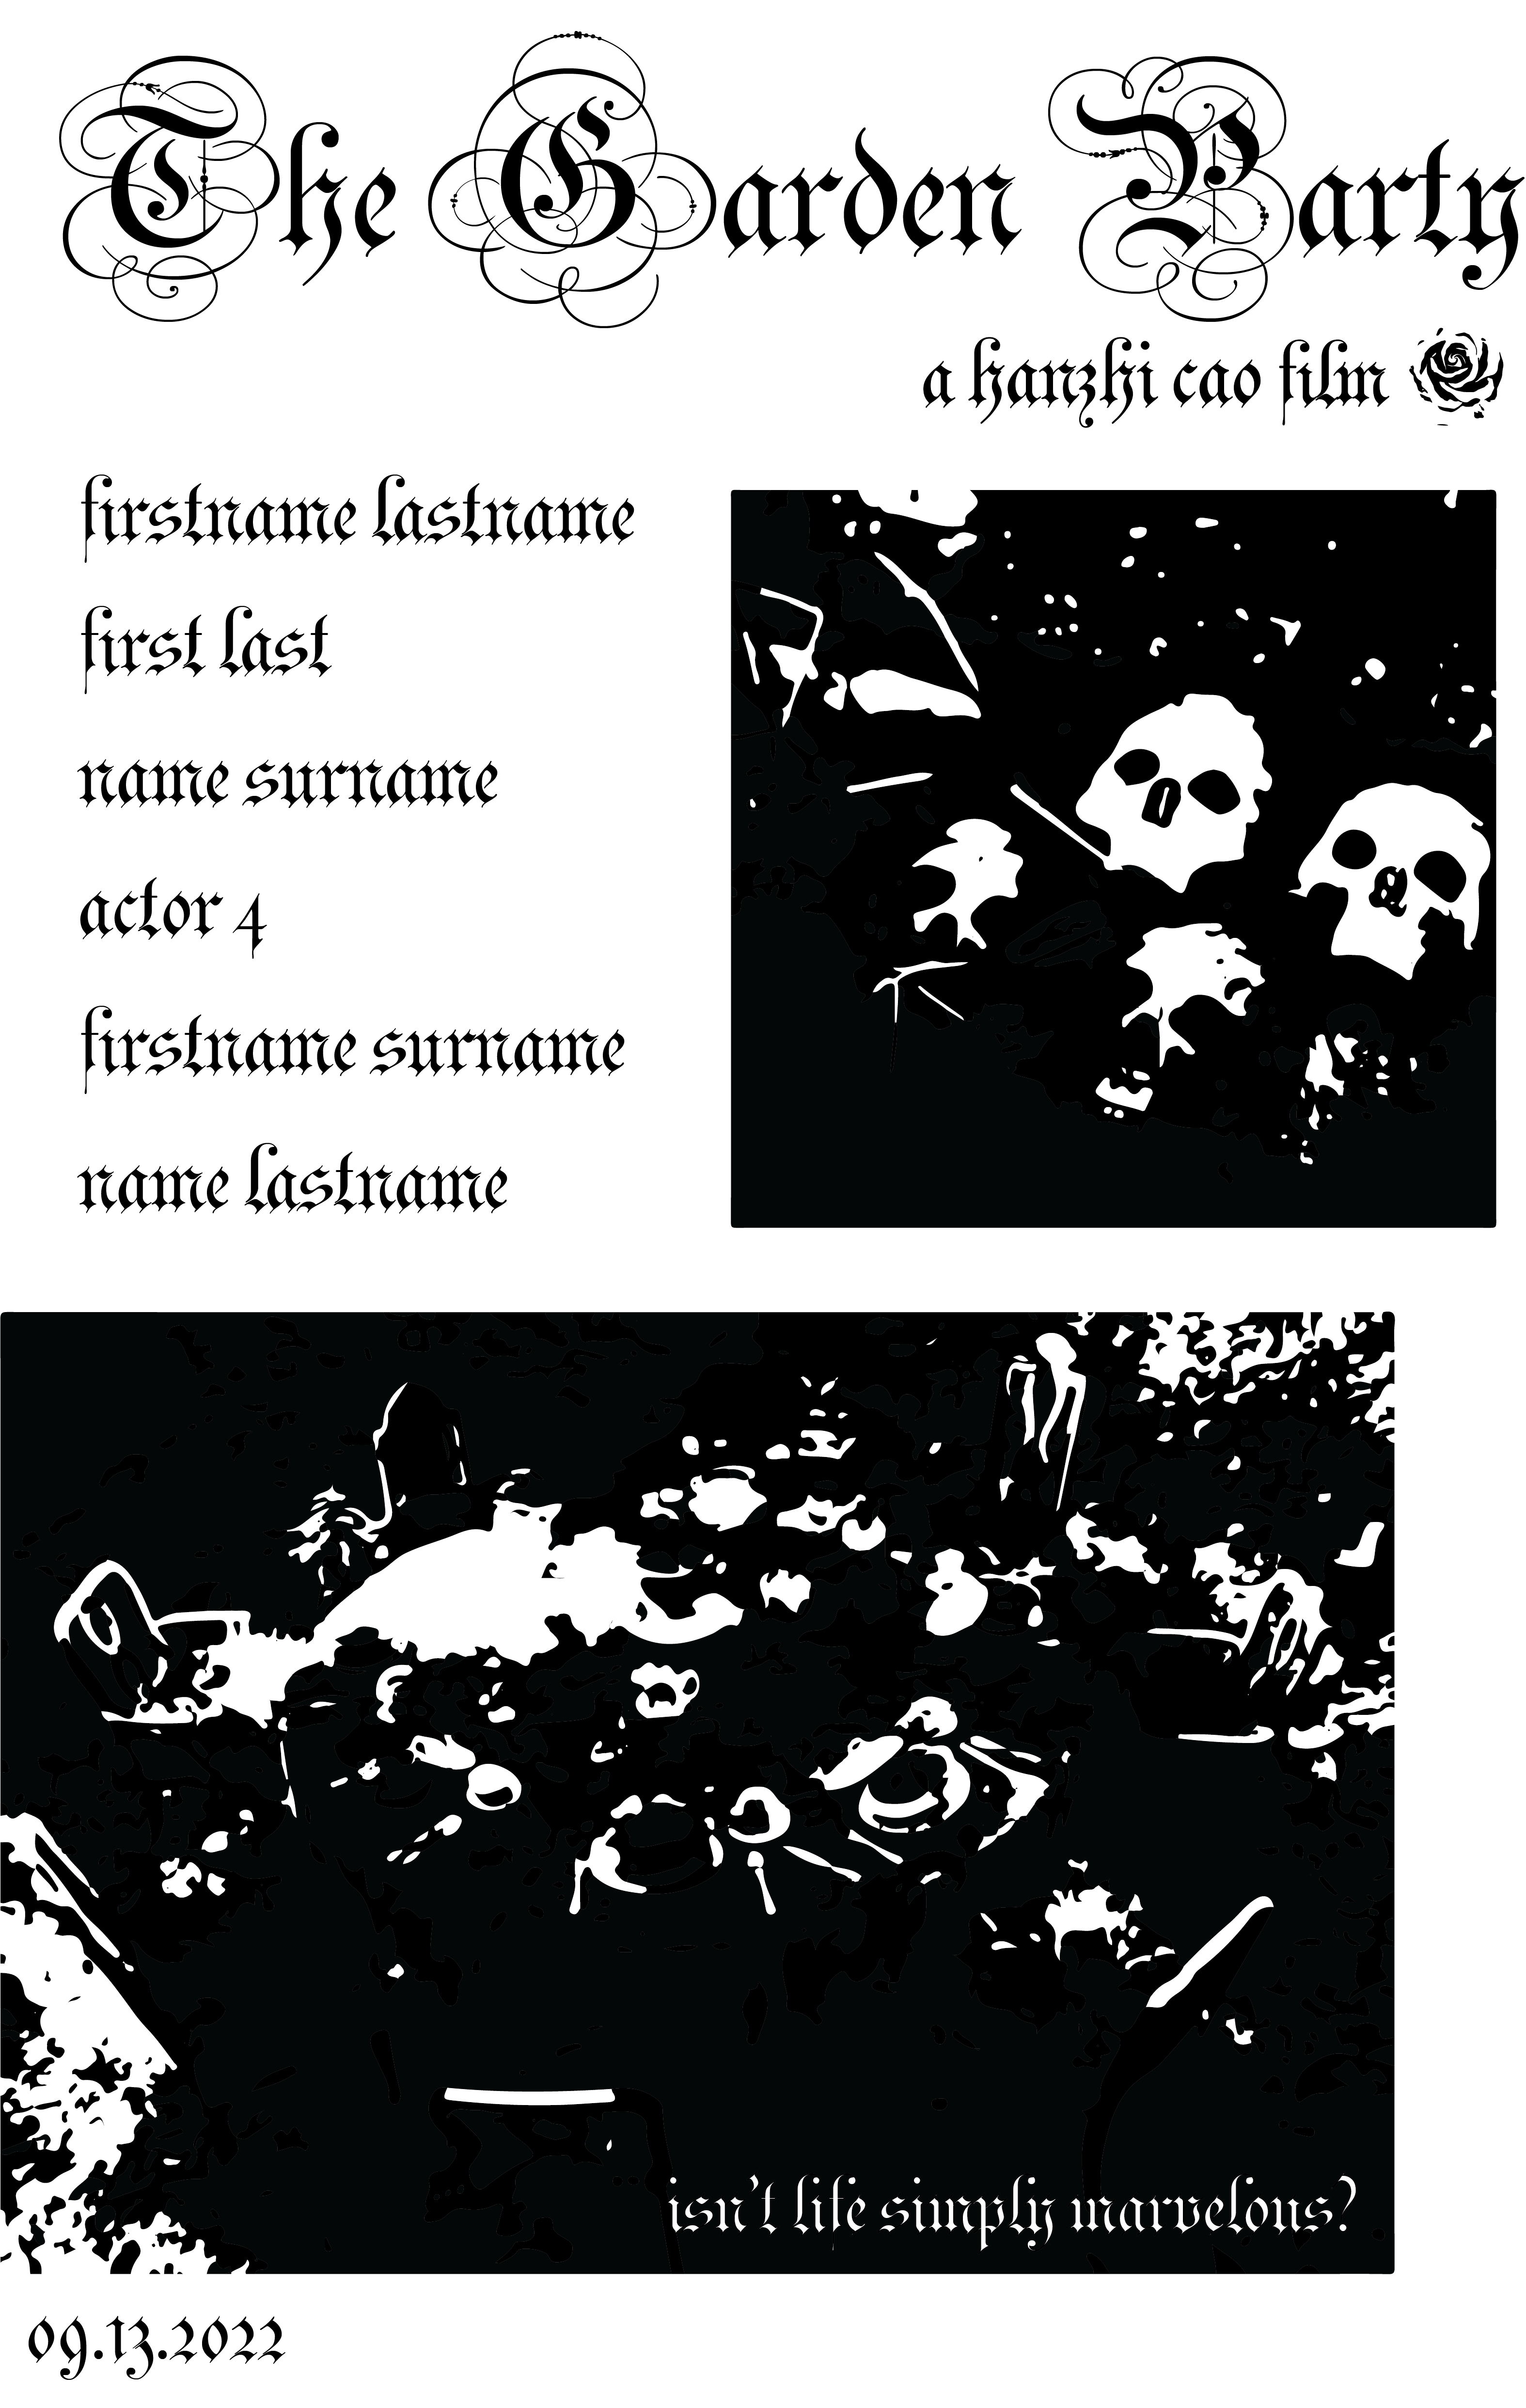 The Garden Party
a hanzhi cao film
firstname lastname
first last
name surname
actor 4
firstname surname
name lastname
isn't life simply marvelous?
09.13.2022